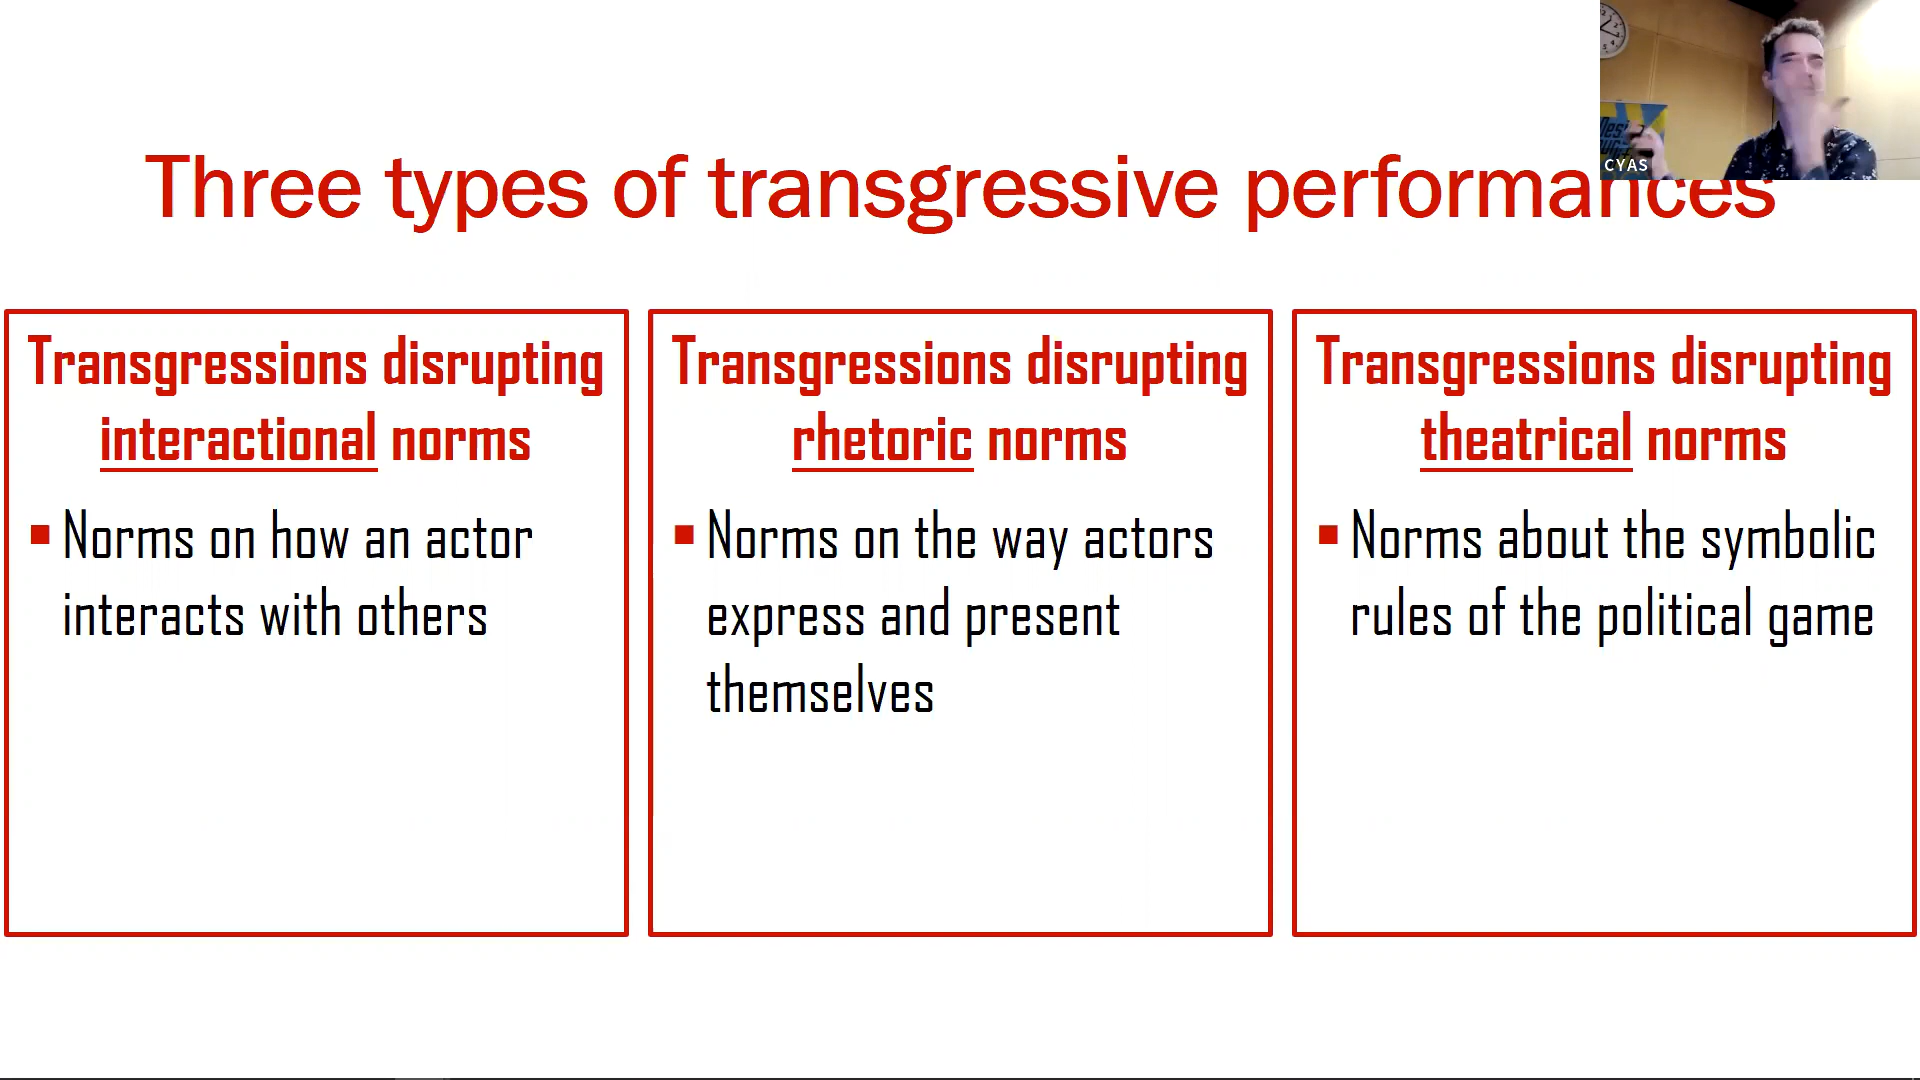 Three types of transgressive performances
CYAS
Transgressions disrupting
interactional norms
▪ Norms on how an actor
interacts with others
Transgressions disrupting
rhetoric norms
▪ Norms on the way actors
express and present
themselves
Transgressions disrupting
theatrical norms
▪ Norms about the symbolic
rules of the political game